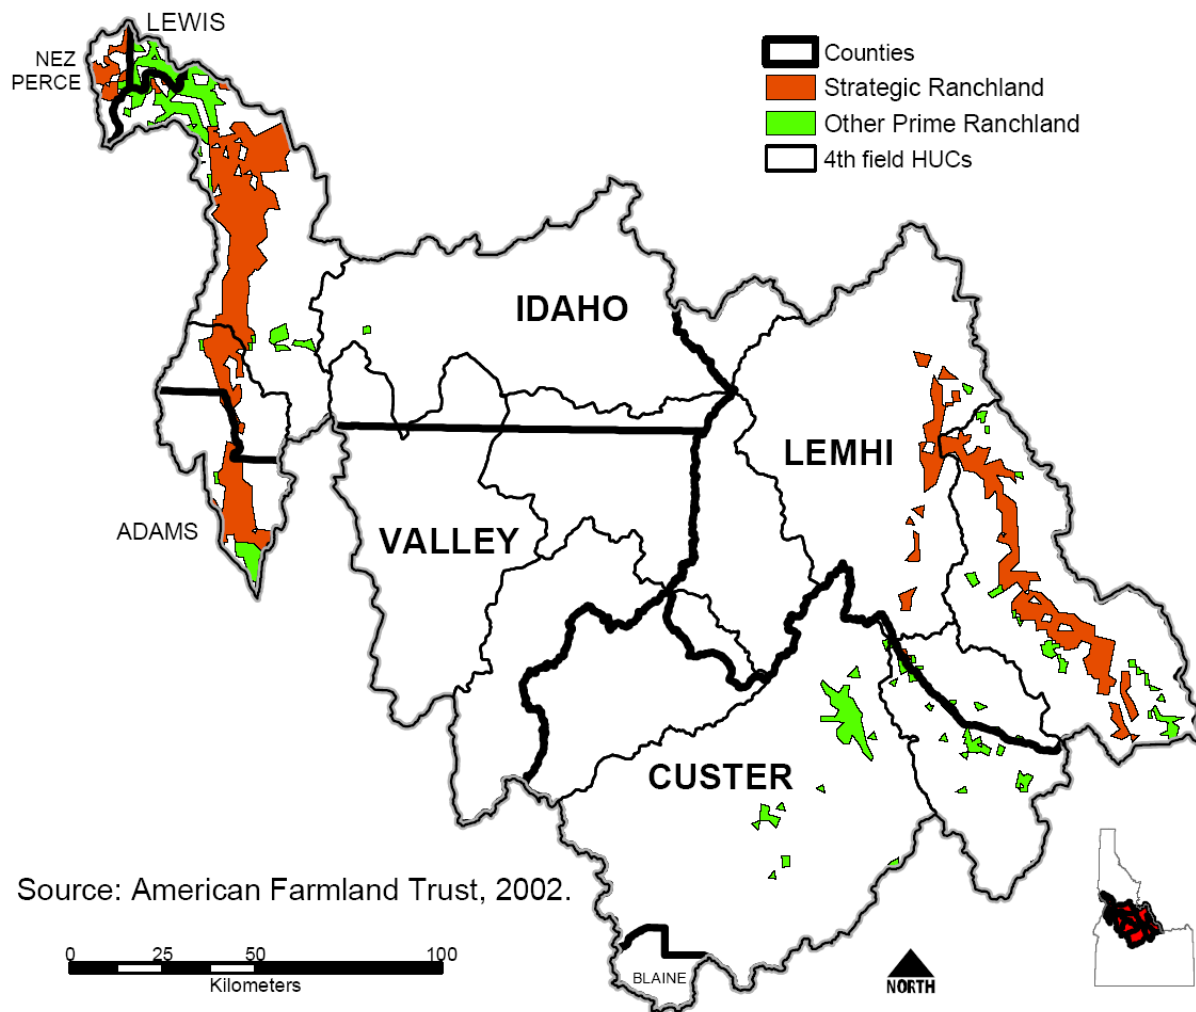 LEWIS
NEZ
PERCE
Counties
Strategic Ranchland
Other Prime Ranchland
4th field HUCs
IDAHO
LEMHI
ADAMS
VALLEY
CUSTER
Source: American Farmland Trust, 2002.
0 25 50 100
Kilometers
BLAINE
NORTH